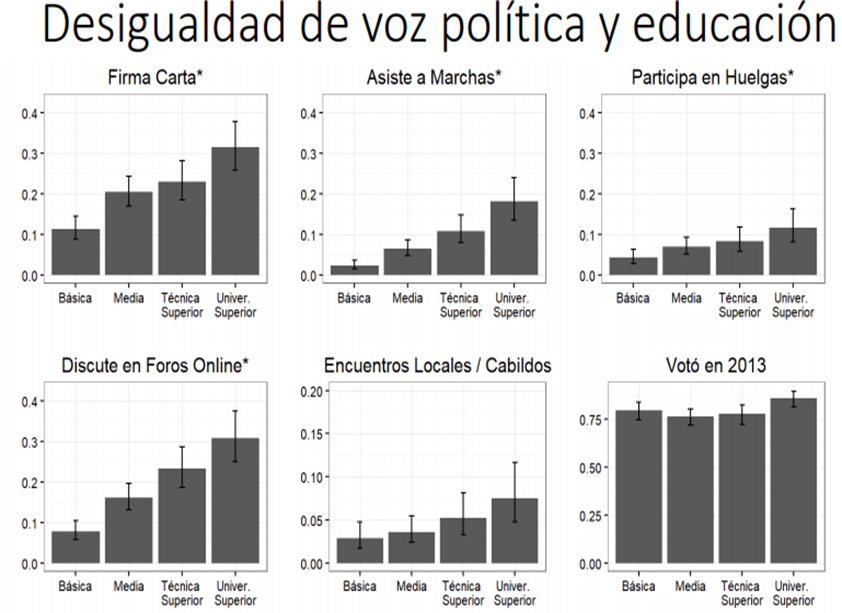 Desigualdad de voz política y educación
Firma Carta*
0.4
0.3
0.2
0.1
0.0
Básica Media Técnica Univer.
Superior Superior
Asiste a Marchas*
0.4
0.3
0.2
0.1
0.0
Básica Media Técnica Univer.
Superior Superior
Participa en Huelgas*
0.4
0.3
0.2
0.1
0.0
Básica Media Técnica Univer.
Superior Superior
Discute en Foros Online*
0.4
0.3
0.2
0.1
0.0
Básica Media Técnica Univer.
Superior Superior
Encuentros Locales / Cabildos
0.20
0.15
0.10
0.05
0.00
Básica Media Técnica Univer.
Superior Superior
Votó en 2013
0.75
0.50
0.25
0.00
Básica Media Técnica Univer.
Superior Superior